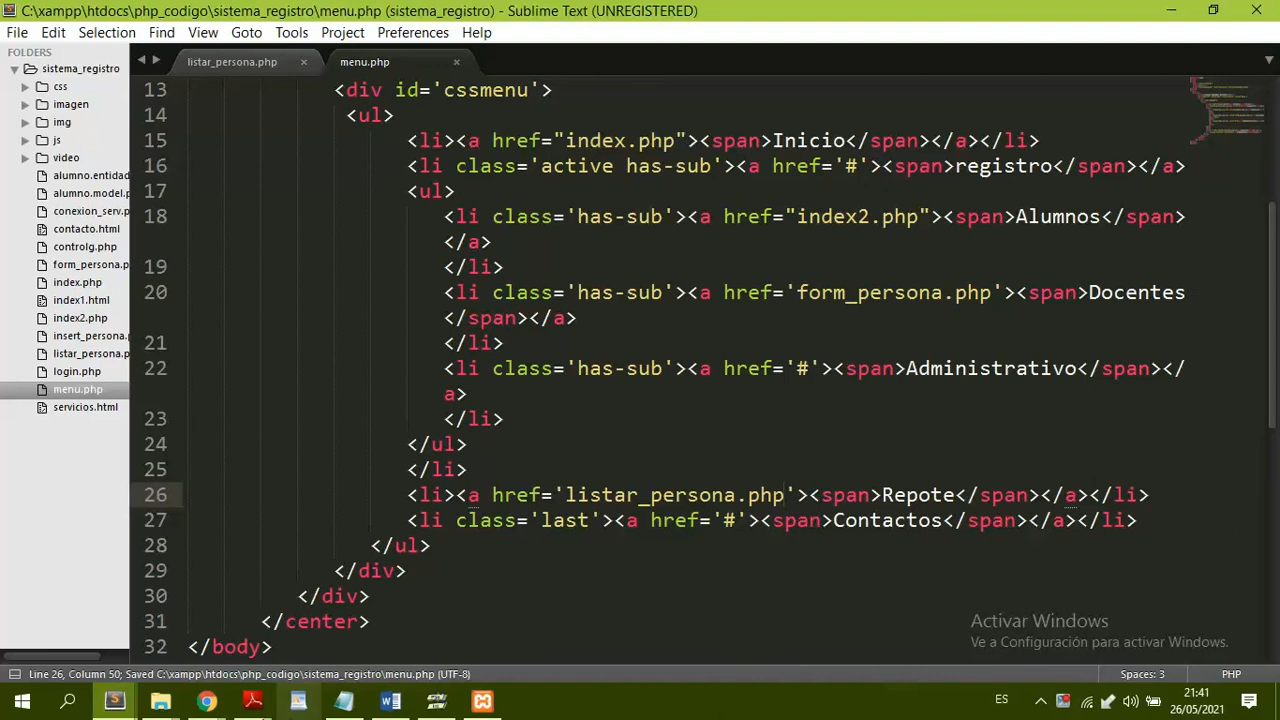 C:\xampp\htdocs\php_codigo\sistema_registro\menu.php (sistema_registro) - Sublime Text (UNREGISTERED)
File Edit Selection Find View Goto Tools Project Preferences Help
FOLDERS
sistema_registro
css
imagen
img
js
video
alumno.entidad
alumno.model.p
conexion_serv.p
contacto.html
controlg.php
form_persona.p
index.php
index1.html
index2.php
insert_persona.p
listar_persona.p
login.php
menu.php
servicios.html
listar_persona.php × menu.php ×
13 <div id='cssmenu'>
14 <ul>
15 <li><a href="index.php"><span>Inicio</span></a></li>
16 <li class='active has-sub'><a href='#'><span>registro</span></a>
17 <ul>
18 <li class='has-sub'><a href="index2.php"><span>Alumnos</span>
</a>
19 </li>
20 <li class='has-sub'><a href='form_persona.php'><span>Docentes
</span></a>
21 </li>
22 <li class='has-sub'><a href='#'><span>Administrativo</span></
a>
23 </li>
24 </ul>
25 </li>
26 <li><a href='listar_persona.php'><span>Repote</span></a></li>
27 <li class='last'><a href='#'><span>Contactos</span></a></li>
28 </ul>
29 </div>
30 </div>
31 </center>
32 </body>
Activar Windows
Ve a Configuración para activar Windows.
Line 26, Column 50; Saved C:\xampp\htdocs\php_codigo\sistema_registro\menu.php (UTF-8) Spaces: 3 PHP
ES 21:41
26/05/2021